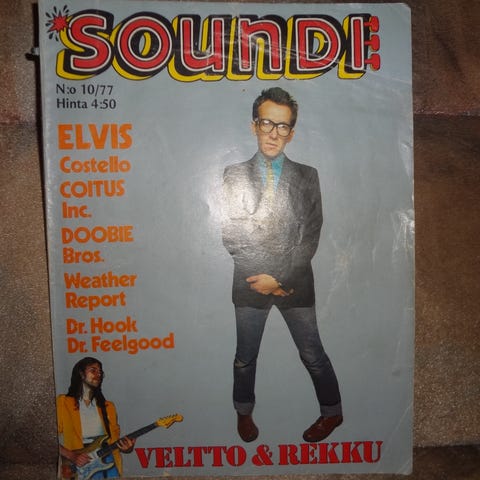 SOUNDI
N:o 10/77
Hinta 4:50
ELVIS
Costello
COITUS
Inc.
DOOBIE
Bros.
Weather
Report
Dr. Hook
Dr. Feelgood
VELTTO & REKKU